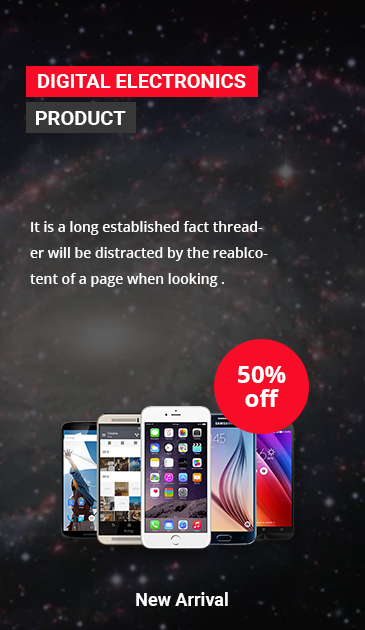 DIGITAL ELECTRONICS
PRODUCT
It is a long established fact thread-
er will be distracted by the reablco-
tent of a page when looking .
50%
off
SAMSUNG
New Arrival